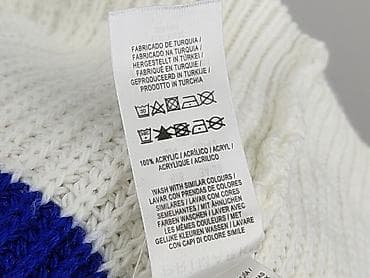 FABRICADO DE TURQUIA /
FABRICADO EN TURQUIA /
HERGESTELLT IN TÜRKEI /
FABRIQUÉ EN TURQUIE /
GEPRODUCEERD IN TURKIJE /
PRODOTTO IN TURCHIA
100% ACRYLIC / ACRÍLICO / ACRYL /
ACRYLIQUE / ACRILICO
WASH WITH SIMILAR COLOURS /
LAVAR CON PRENDAS DE COLORES
SIMILARES / LAVAR COM CORES
SEMELHANTES / MIT ÄHNLICHEN
FARBEN WASCHEN / LAVER AVEC
LES MÊMES COULEURS / MET
GELIJKE KLEUREN WASSEN /
CON CAPI DI COLORE SIMILE